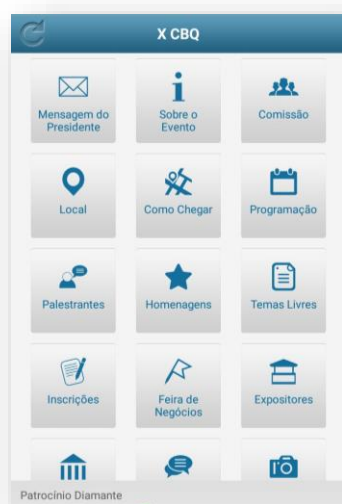 X CBQ
Mensagem do
Presidente
Sobre o
Evento
Comissão
Local
Como Chegar
Programação
Palestrantes
Homenagens
Temas Livres
Inscrições
Feira de
Negócios
Expositores
Patrocínio Diamante